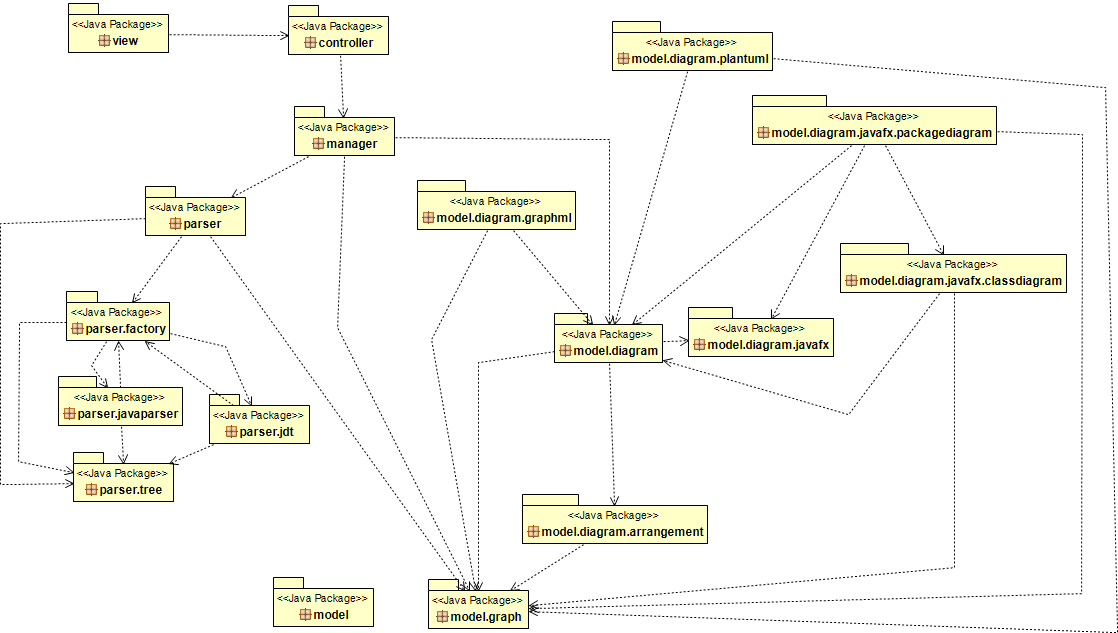 <<Java Package>>
view
<<Java Package>>
controller
<<Java Package>>
model.diagram.plantuml
<<Java Package>>
model.diagram.javafx.packagediagram
<<Java Package>>
manager
<<Java Package>>
parser
<<Java Package>>
model.diagram.graphml
<<Java Package>>
model.diagram.javafx.classdiagram
<<Java Package>>
parser.factory
<<Java Package>>
model.diagram
<<Java Package>>
model.diagram.javafx
<<Java Package>>
parser.javaparser
<<Java Package>>
parser.jdt
<<Java Package>>
parser.tree
<<Java Package>>
model.diagram.arrangement
<<Java Package>>
model
<<Java Package>>
model.graph